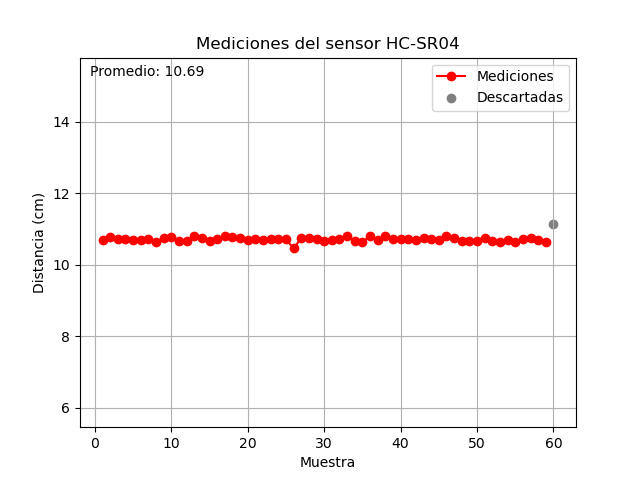 Mediciones del sensor HC-SR04
Promedio: 10.69
Mediciones
Descartadas
Distancia (cm)
14
12
10
8
6
0 10 20 30 40 50 60
Muestra